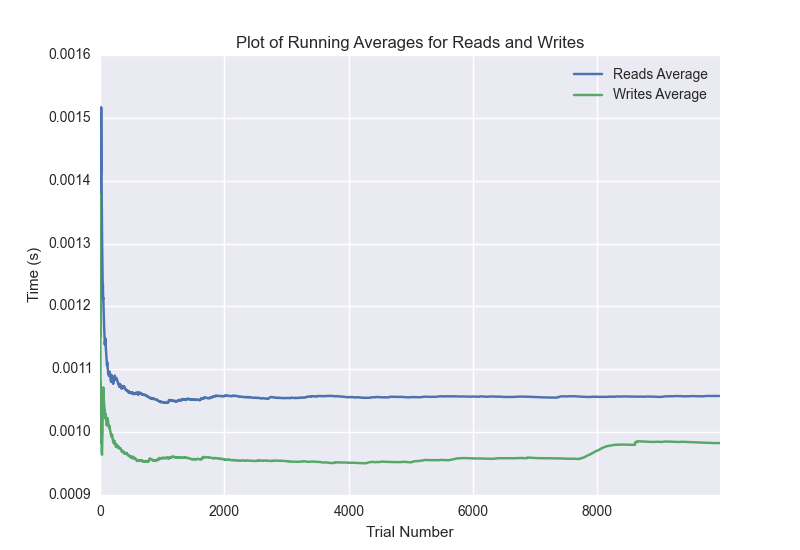 Plot of Running Averages for Reads and Writes
0.0016
0.0015
0.0014
0.0013
0.0012
0.0011
0.0010
0.0009
Time (s)
Reads Average
Writes Average
0 2000 4000 6000 8000
Trial Number